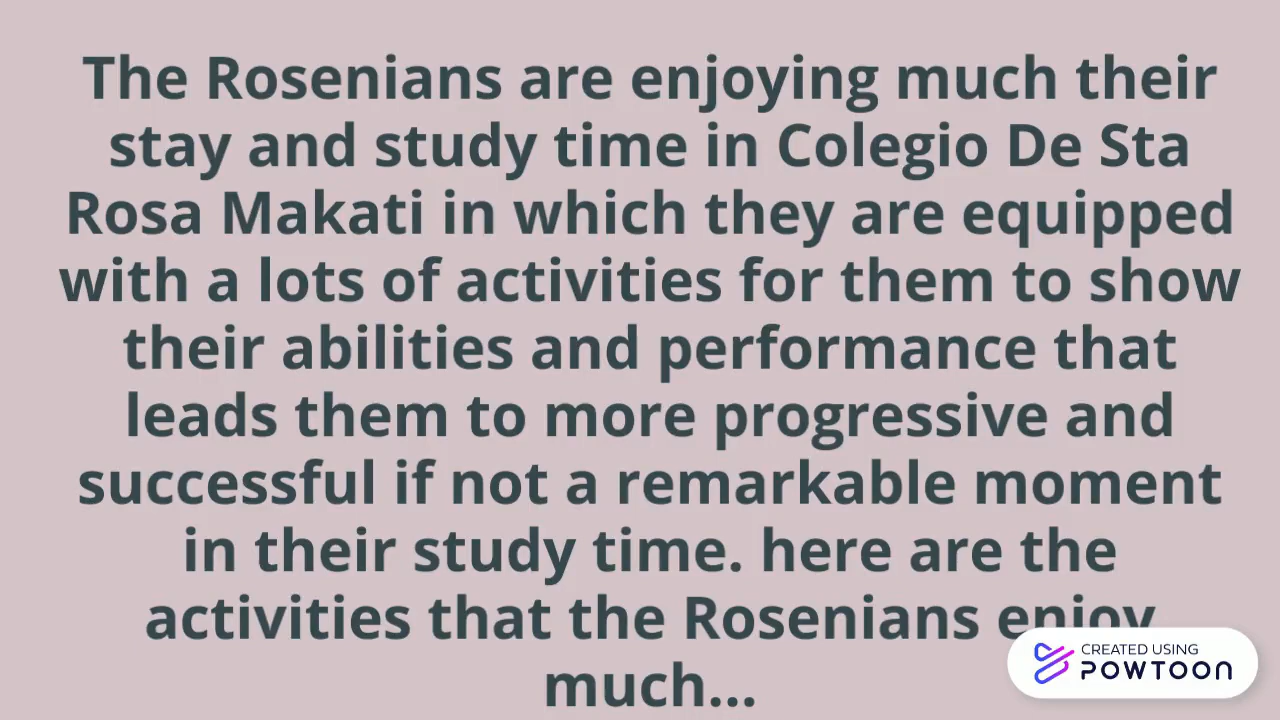 The Rosenians are enjoying much their
stay and study time in Colegio De Sta
Rosa Makati in which they are equipped
with a lots of activities for them to show
their abilities and performance that
leads them to more progressive and
successful if not a remarkable moment
in their study time. here are the
activities that the Rosenians enjoy
much...
CREATED USING
POWTOON